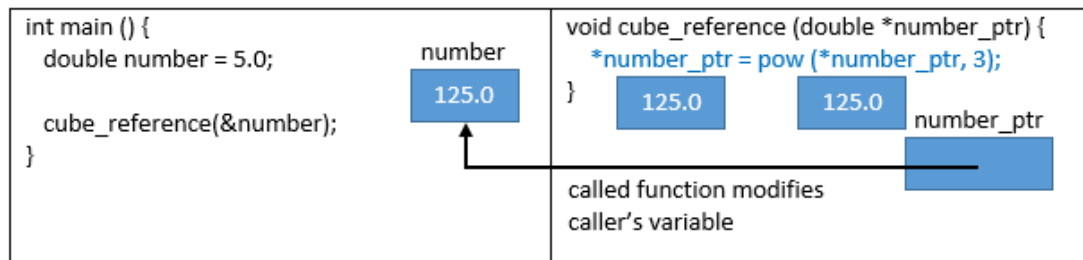 int main () {
double number = 5.0;
number
125.0
cube_reference(&number);
}
void cube_reference (double *number_ptr) {
*number_ptr = pow (*number_ptr, 3);
}
125.0
125.0
number_ptr
called function modifies
caller's variable